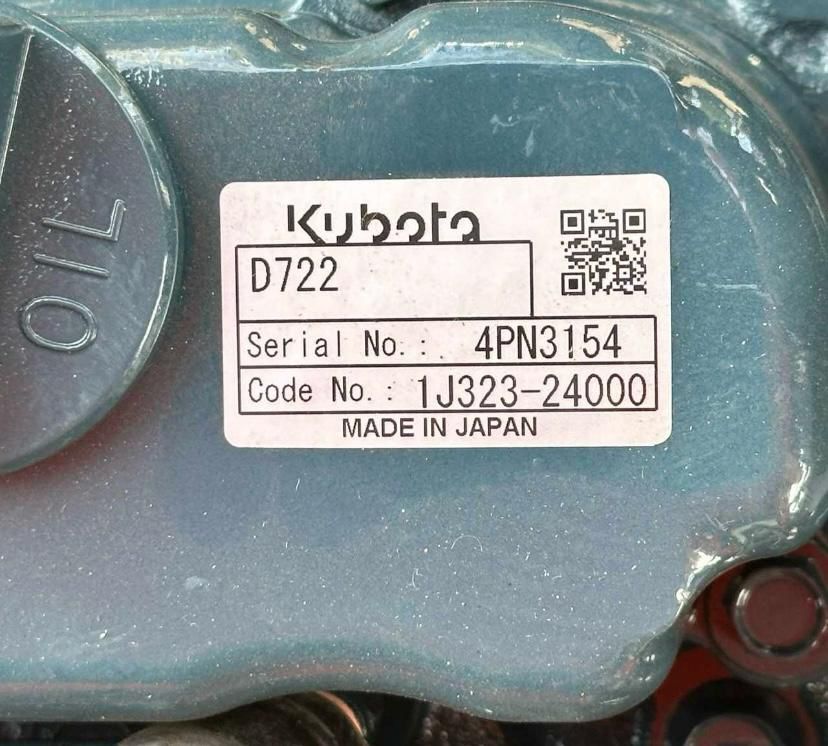 OIL
Kubota
D722
Serial No.: 4PN3154
Code No.: 1J323-24000
MADE IN JAPAN